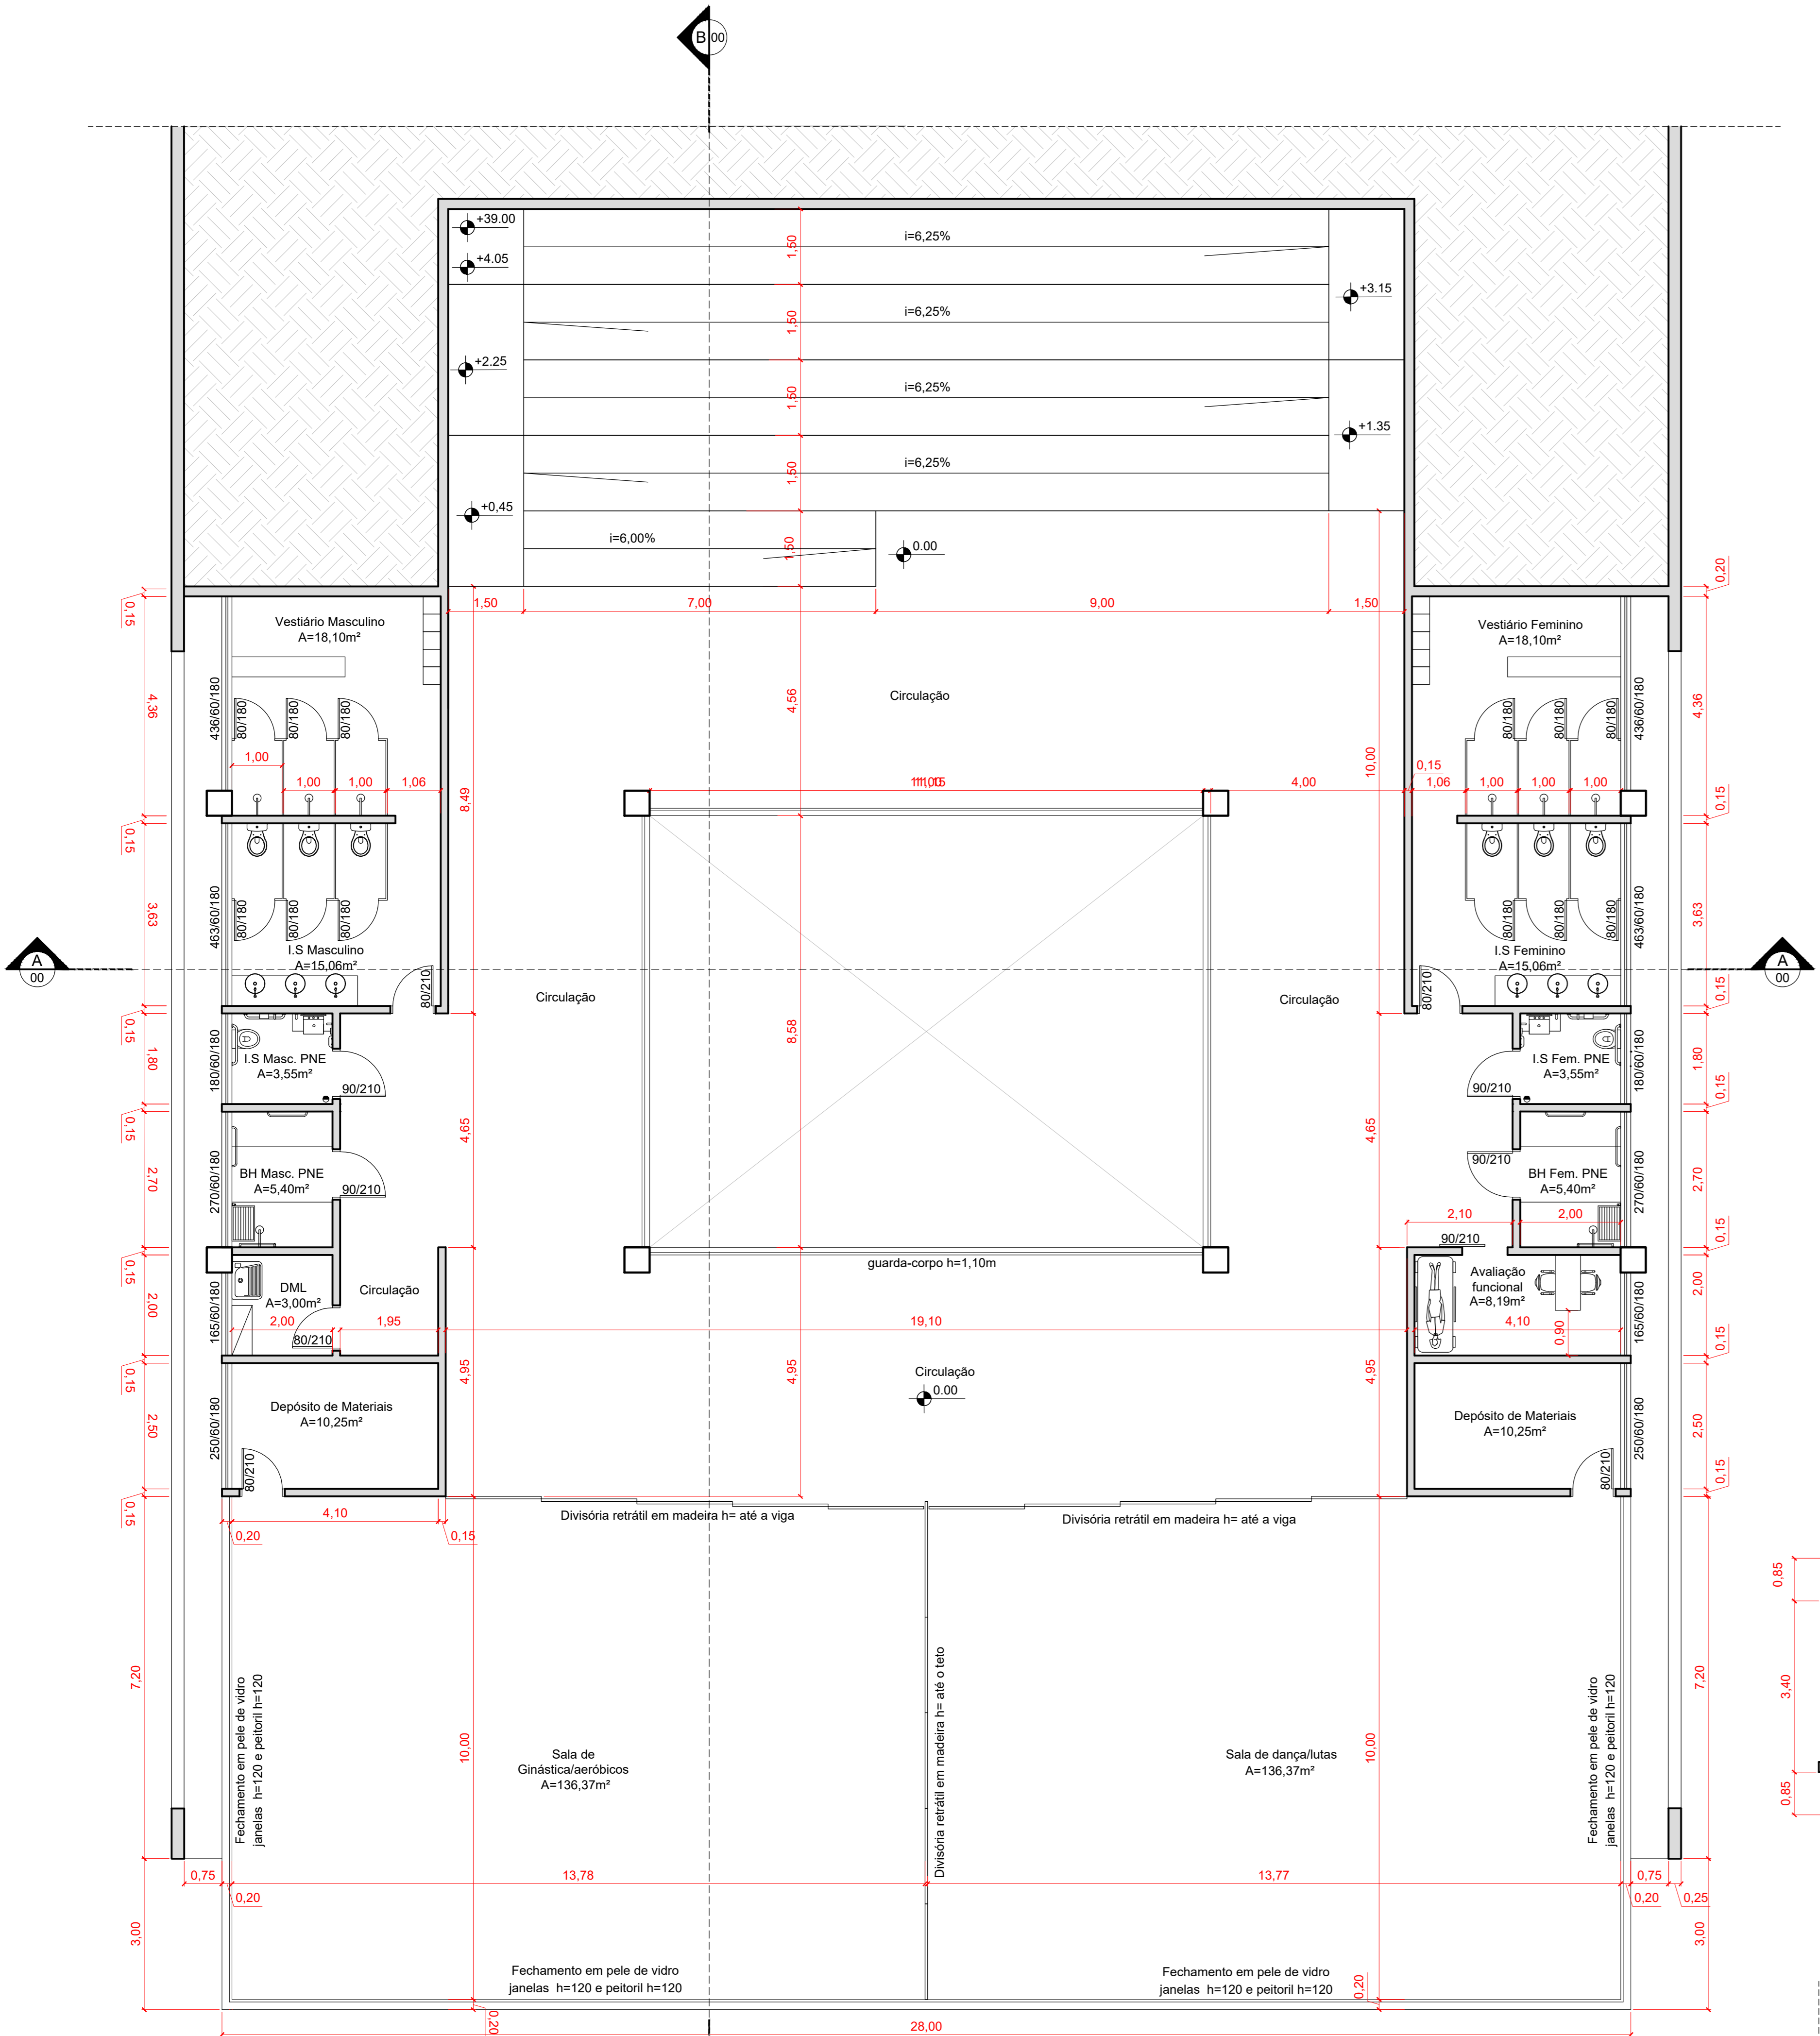 B 00
+39.00
i=6,25%
1,50
+4.05
+3.15
i=6,25%
1,50
+2.25
i=6,25%
1,50
+1.35
i=6,25%
1,50
+0,45
i=6,00%
1,50
0.00
0,20
0,15
1,50
7,00
9,00
1,50
Vestiário Masculino
A=18,10m²
Vestiário Feminino
A=18,10m²
4,36
436/60/180
80/180
80/180
80/180
Circulação
4,56
80/180
80/180
80/180
436/60/180
4,36
1,00
1,00
1,00
1,06
8,49
11,15
4,00
10,00
0,15
1,06
1,00
1,00
1,00
0,15
0,15
3,63
463/60/180
80/180
80/180
80/180
80/180
80/180
80/180
463/60/180
3,63
I.S Masculino
A=15,06m²
I.S Feminino
A=15,06m²
A
00
A
00
80/210
Circulação
Circulação
80/210
0,15
0,15
1,80
180/60/180
I.S Masc. PNE
A=3,55m²
90/210
8,58
I.S Fem. PNE
A=3,55m²
90/210
180/60/180
1,80
0,15
0,15
4,65
4,65
2,70
270/60/180
BH Masc. PNE
A=5,40m²
90/210
90/210
BH Fem. PNE
A=5,40m²
270/60/180
2,70
2,10
2,00
0,15
90/210
0,15
guarda-corpo h=1,10m
2,00
165/60/180
DML
A=3,00m²
Circulação
Avaliação
funcional
A=8,19m²
165/60/180
2,00
2,00
1,95
80/210
19,10
0,90
4,10
0,15
0,15
4,95
4,95
4,95
Circulação
0.00
2,50
250/60/180
Depósito de Materiais
A=10,25m²
Depósito de Materiais
A=10,25m²
250/60/180
2,50
80/210
80/210
0,15
0,15
4,10
0,20
0,15
Divisória retrátil em madeira h= até a viga
Divisória retrátil em madeira h= até a viga
0,85
7,20
Fechamento em pele de vidro
janelas h=120 e peitoril h=120
10,00
Sala de
Ginástica/aeróbicos
A=136,37m²
Divisória retrátil em madeira h= até o teto
Sala de dança/lutas
A=136,37m²
10,00
Fechamento em pele de vidro
janelas h=120 e peitoril h=120
7,20
3,40
0,85
0,75
0,20
13,78
13,77
0,75
0,20
0,25
3,00
3,00
Fechamento em pele de vidro
janelas h=120 e peitoril h=120
Fechamento em pele de vidro
janelas h=120 e peitoril h=120
0,20
0,20
28,00